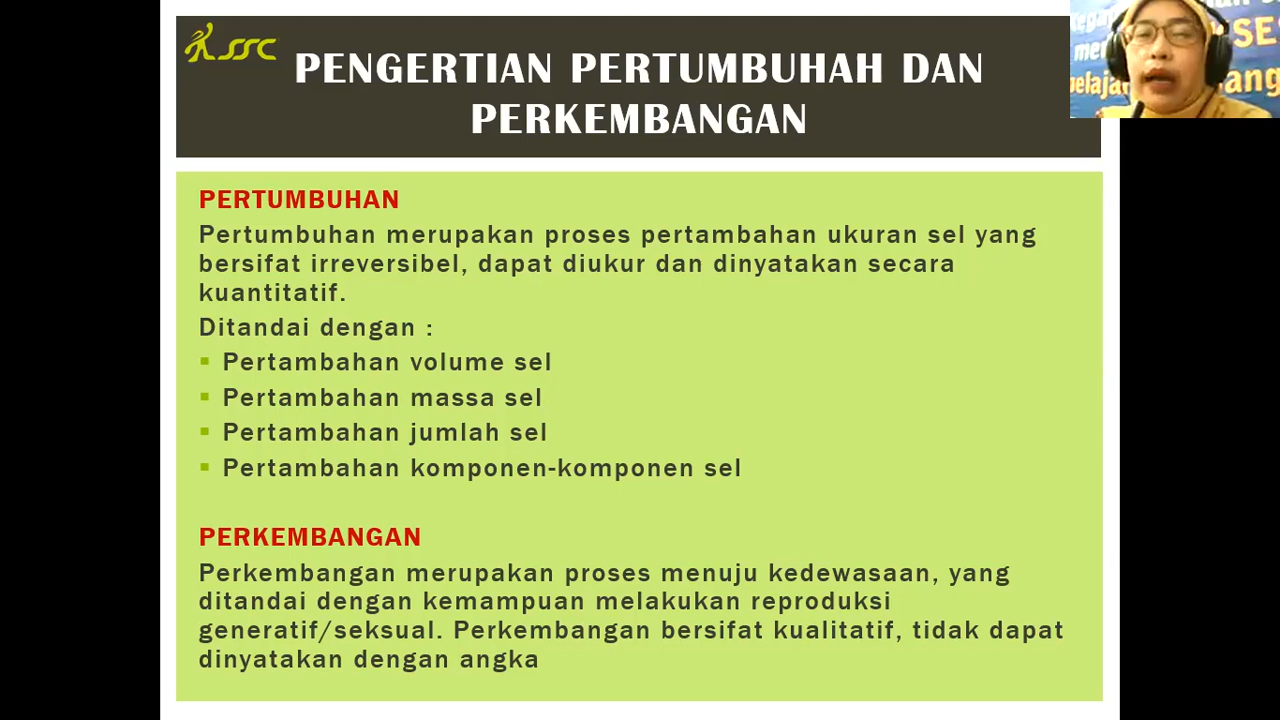 SSC
PENGERTIAN PERTUMBUHAH DAN
PERKEMBANGAN
PERTUMBUHAN
Pertumbuhan merupakan proses pertambahan ukuran sel yang
bersifat irreversibel, dapat diukur dan dinyatakan secara
kuantitatif.
Ditandai dengan :
▪ Pertambahan volume sel
▪ Pertambahan massa sel
▪ Pertambahan jumlah sel
▪ Pertambahan komponen-komponen sel
PERKEMBANGAN
Perkembangan merupakan proses menuju kedewasaan, yang
ditandai dengan kemampuan melakukan reproduksi
generatif/seksual. Perkembangan bersifat kualitatif, tidak dapat
dinyatakan dengan angka